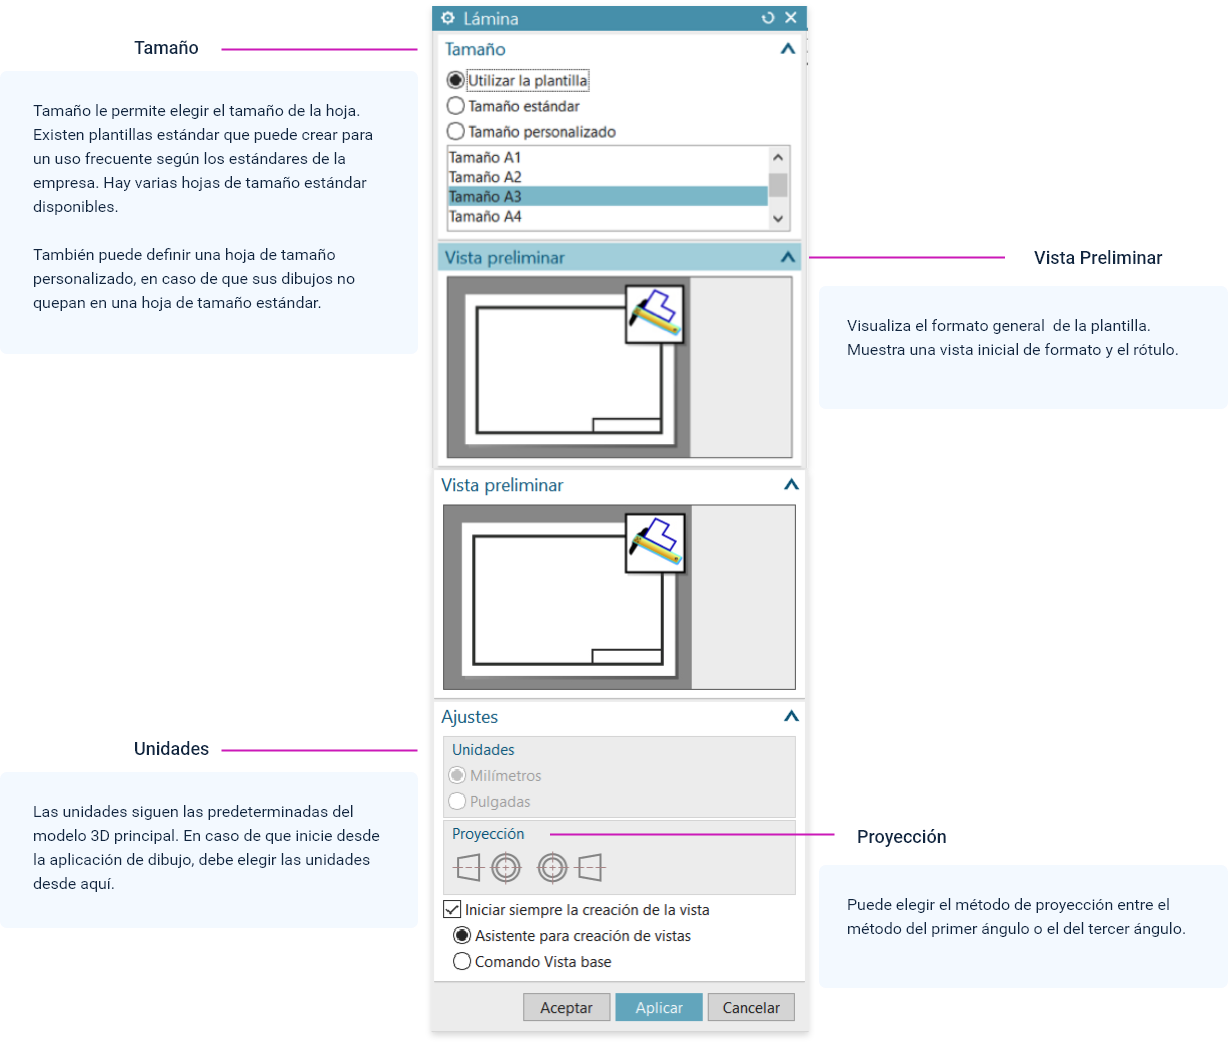 Tamaño
Tamaño le permite elegir el tamaño de la hoja.
Existen plantillas estándar que puede crear para
un uso frecuente según los estándares de la
empresa. Hay varias hojas de tamaño estándar
disponibles.
También puede definir una hoja de tamaño
personalizado, en caso de que sus dibujos no
quepan en una hoja de tamaño estándar.
Unidades
Las unidades siguen las predeterminadas del
modelo 3D principal. En caso de que inicie desde
la aplicación de dibujo, debe elegir las unidades
desde aquí.
Lámina
Tamaño
Utilizar la plantilla
Tamaño estándar
Tamaño personalizado
Tamaño A1
Tamaño A2
Tamaño A3
Tamaño A4
Vista preliminar
Vista preliminar
Ajustes
Unidades
Milímetros
Pulgadas
Proyección
Iniciar siempre la creación de la vista
Asistente para creación de vistas
Comando Vista base
Aceptar
Aplicar
Cancelar
Vista Preliminar
Visualiza el formato general  de la plantilla.
Muestra una vista inicial de formato y el rótulo.
Proyección
Puede elegir el método de proyección entre el
método del primer ángulo o el del tercer ángulo.